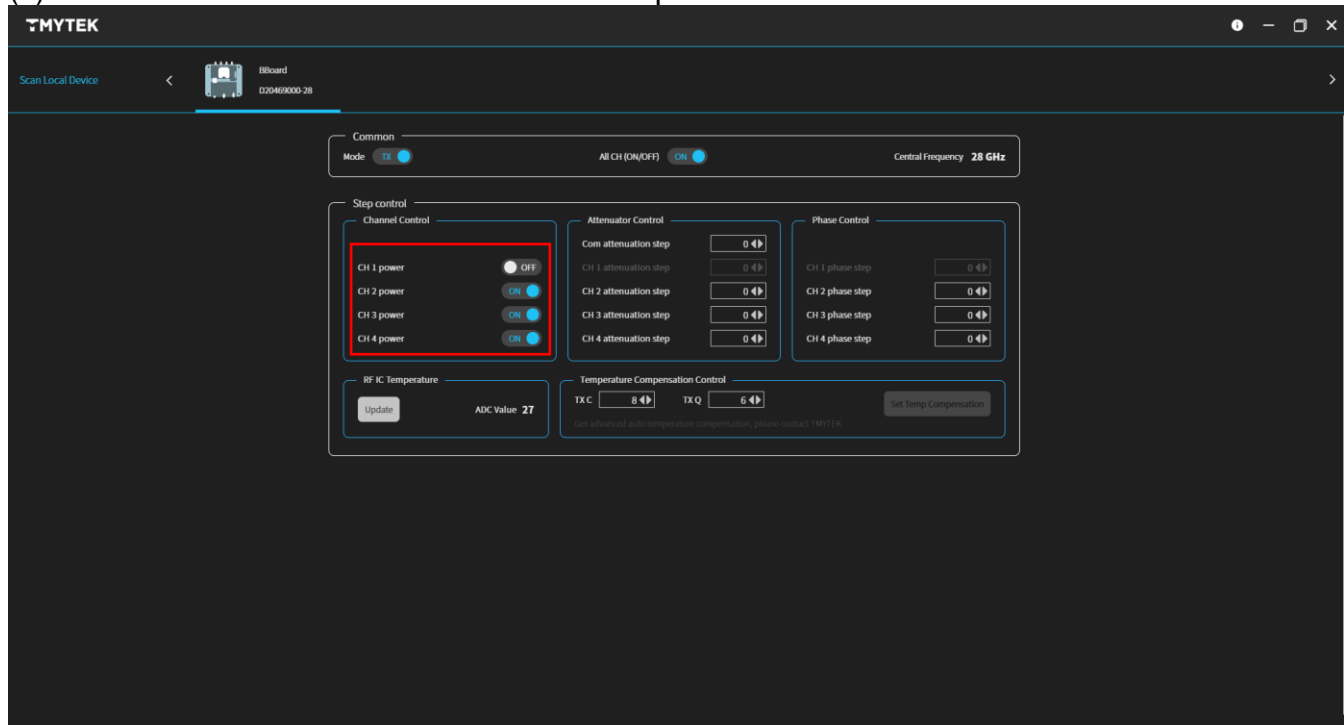 TMYTEK
Scan Local Device
BBoard
D20469000-28
Common
Mode TX All CH (ON/OFF) ON Central Frequency 28 GHz
Step control
Channel Control
CH 1 power OFF
CH 2 power ON
CH 3 power ON
CH 4 power ON
Attenuator Control
Com attenuation step 0
CH 1 attenuation step 0
CH 2 attenuation step 0
CH 3 attenuation step 0
CH 4 attenuation step 0
Phase Control
CH 1 phase step 0
CH 2 phase step 0
CH 3 phase step 0
CH 4 phase step 0
RF IC Temperature
Update ADC Value 27
Temperature Compensation Control
TX C 8 TX Q 6 Set Temp Compensation
Get advanced auto temperature compensation, please contact TMYTEK